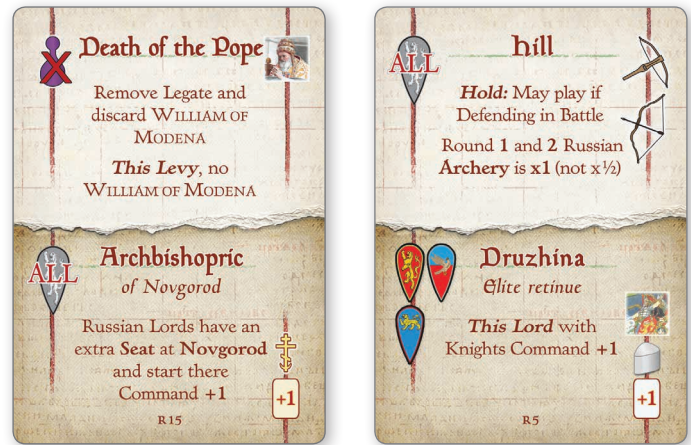 Death of the Pope
Remove Legate and
discard WILLIAM OF
MODENA
This Levy, no
WILLIAM OF MODENA
ALL
Archbishopric
of Novgorod
Russian Lords have an
extra Seat at Novgorod
and start there
Command +1
+1
R15
ALL
hill
Hold: May play if
Defending in Battle
Round 1 and 2 Russian
Archery is x1 (not x½)
Druzhina
Elite retinue
This Lord with
Knights Command +1
+1
R5